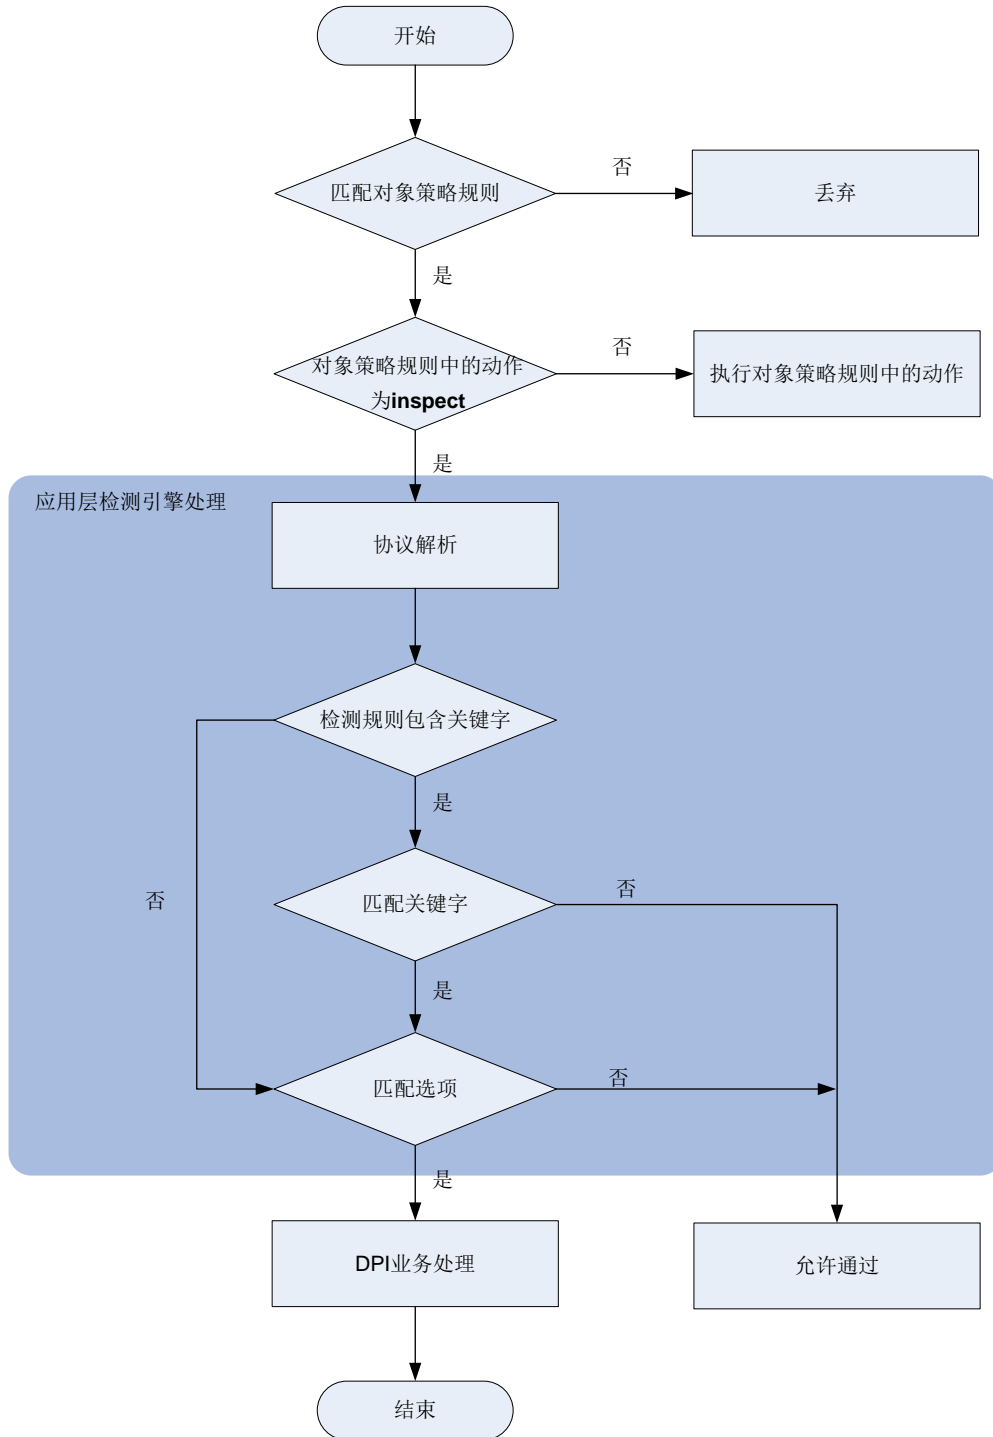 开始
匹配对象策略规则
否
丢弃
是
对象策略规则中的动作
为inspect
否
执行对象策略规则中的动作
是
应用层检测引擎处理
协议解析
检测规则包含关键字
是
否
匹配关键字
否
是
匹配选项
否
是
DPI业务处理
允许通过
结束